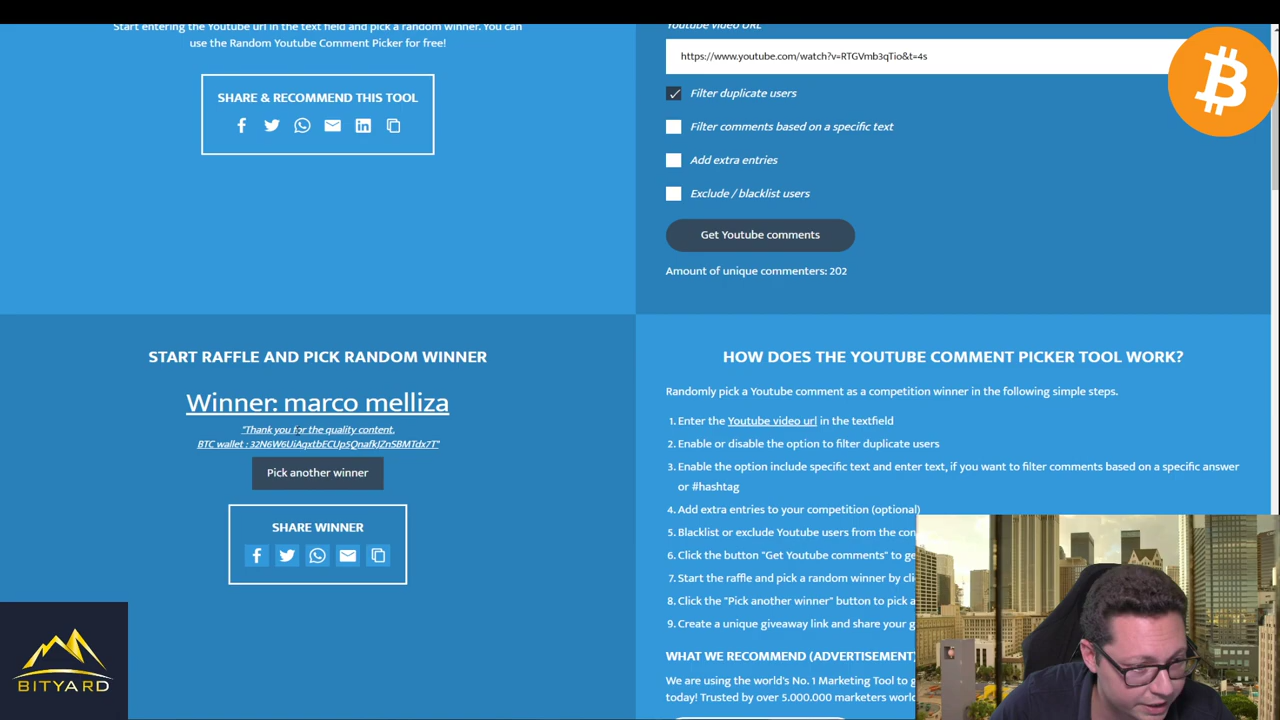 Start entering the Youtube url in the text field and pick a random winner. You can
use the Random Youtube Comment Picker for free!
SHARE & RECOMMEND THIS TOOL
Youtube video URL
https://www.youtube.com/watch?v=RTGVmb3qTio&t=4s
Filter duplicate users
Filter comments based on a specific text
Add extra entries
Exclude / blacklist users
Get Youtube comments
Amount of unique commenters: 202
START RAFFLE AND PICK RANDOM WINNER
Winner: marco melliza
"Thank you for the quality content.
BTC wallet : 32N6W6UiAqxtbECUp5QnafkJZnSBMTdx7T"
Pick another winner
SHARE WINNER
BITYARD
HOW DOES THE YOUTUBE COMMENT PICKER TOOL WORK?
Randomly pick a Youtube comment as a competition winner in the following simple steps.
1. Enter the Youtube video url in the textfield
2. Enable or disable the option to filter duplicate users
3. Enable the option include specific text and enter text, if you want to filter comments based on a specific answer
or #hashtag
4. Add extra entries to your competition (optional)
5. Blacklist or exclude Youtube users from the con
6. Click the button "Get Youtube comments" to ge
7. Start the raffle and pick a random winner by cli
8. Click the "Pick another winner" button to pick a
9. Create a unique giveaway link and share your g
WHAT WE RECOMMEND (ADVERTISEMENT)
We are using the world's No. 1 Marketing Tool to g
today! Trusted by over 5.000.000 marketers worl